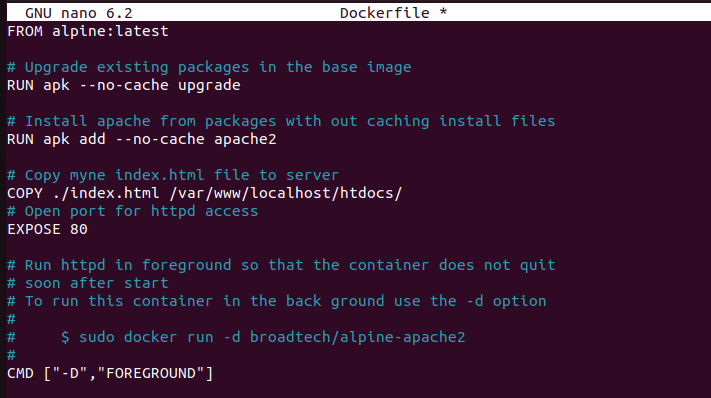 GNU nano 6.2 Dockerfile *
FROM alpine:latest
# Upgrade existing packages in the base image
RUN apk --no-cache upgrade
# Install apache from packages with out caching install files
RUN apk add --no-cache apache2
# Copy myne index.html file to server
COPY ./index.html /var/www/localhost/htdocs/
# Open port for httpd access
EXPOSE 80
# Run httpd in foreground so that the container does not quit
# soon after start
# To run this container in the back ground use the -d option
#
#     $ sudo docker run -d broadtech/alpine-apache2
#
CMD ["-D","FOREGROUND"]